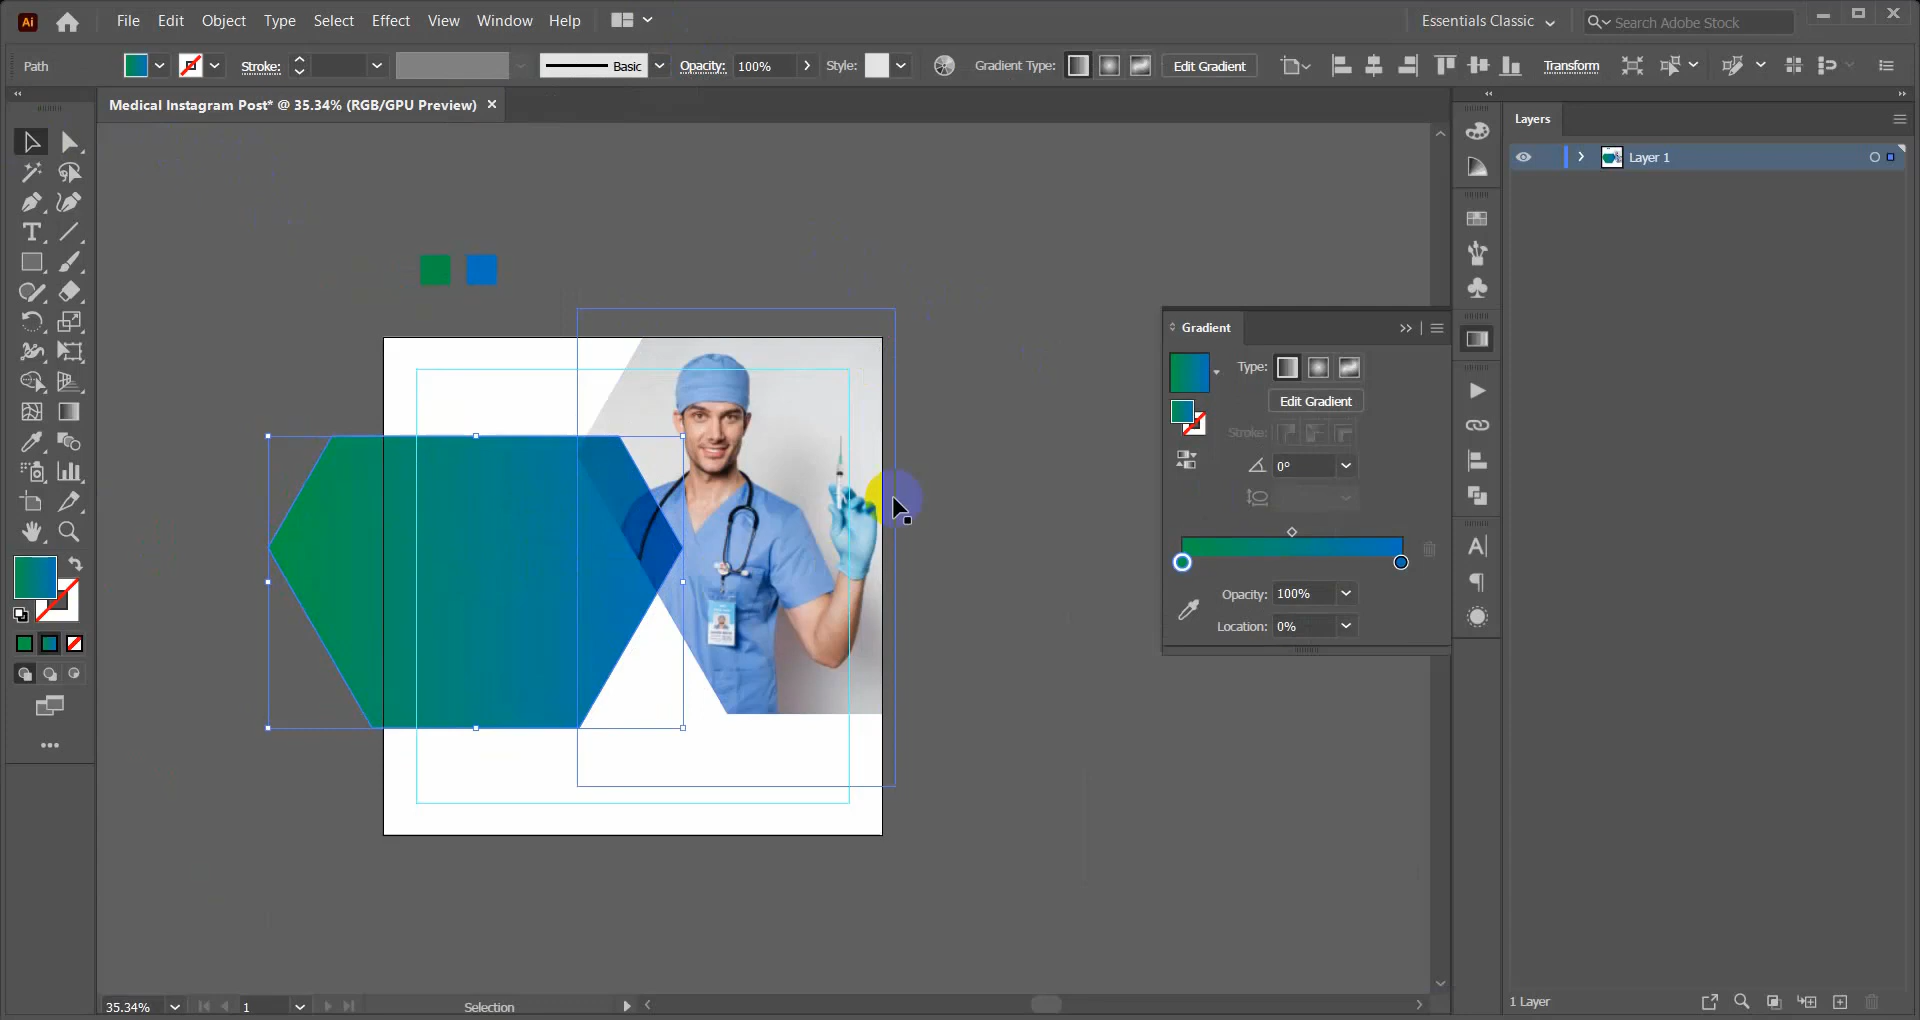 Ai File Edit Object Type Select Effect View Window Help Essentials Classic Search Adobe Stock
Path Stroke: Basic Opacity: 100% Style: Gradient Type: Edit Gradient Transform
Medical Instagram Post* @ 35.34% (RGB/GPU Preview) ×
Layers
Layer 1
Gradient
Type:
Edit Gradient
Stroke:
0°
Opacity: 100%
Location: 0%
35.34% 1 Selection
1 Layer